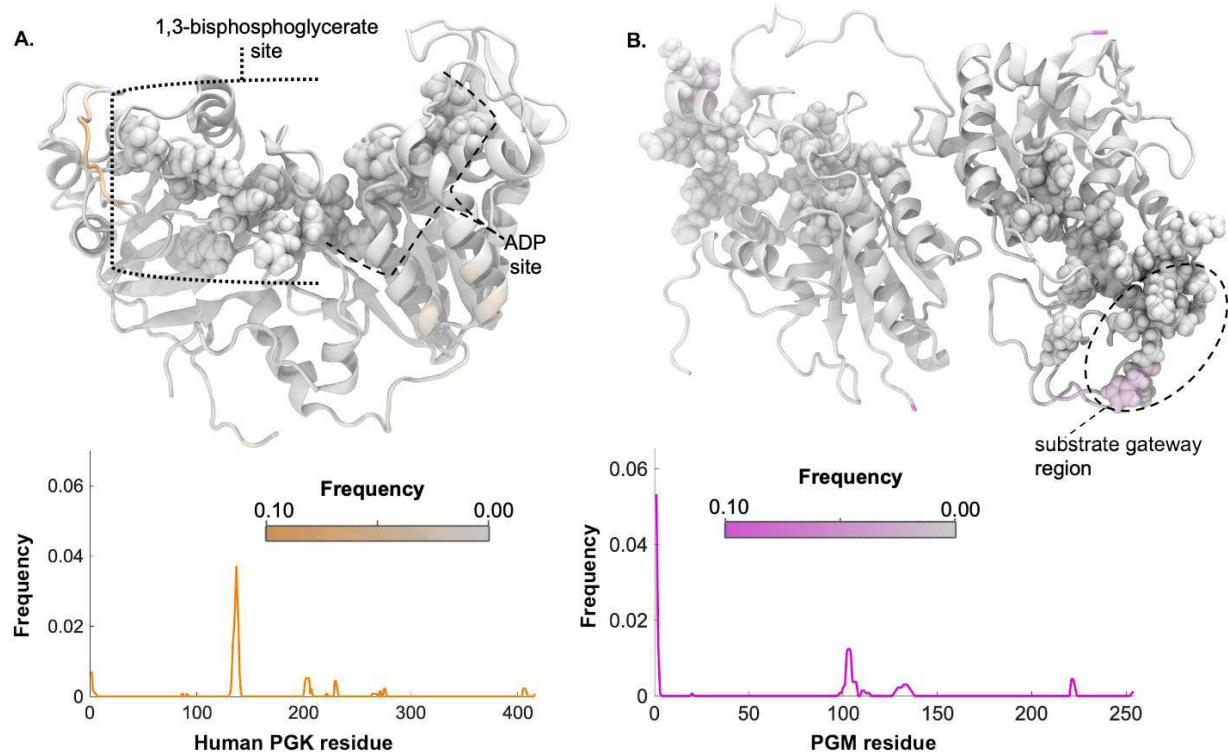 A.
1,3-bisphosphoglycerate
site
ADP
site
B.
substrate gateway
region
Frequency
0.10
0.00
0.06
0.04
0.02
0
Frequency
0
100
200
300
400
Human PGK residue
Frequency
0.10
0.00
0.06
0.04
0.02
0
Frequency
0
50
100
150
200
250
PGM residue